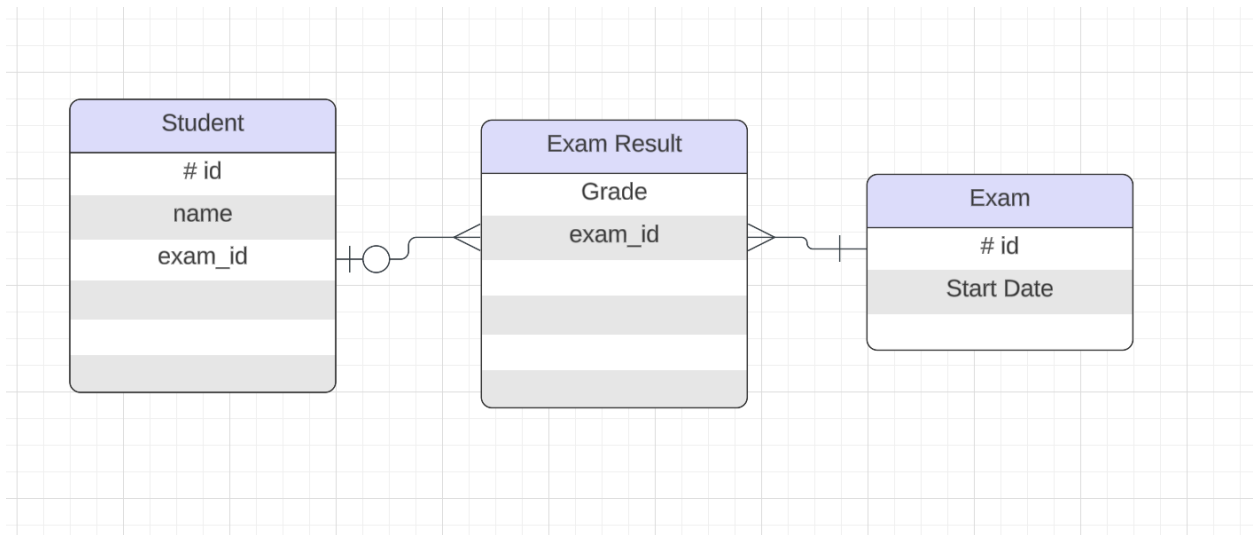 Student
# id
name
exam_id
Exam Result
Grade
exam_id
Exam
# id
Start Date